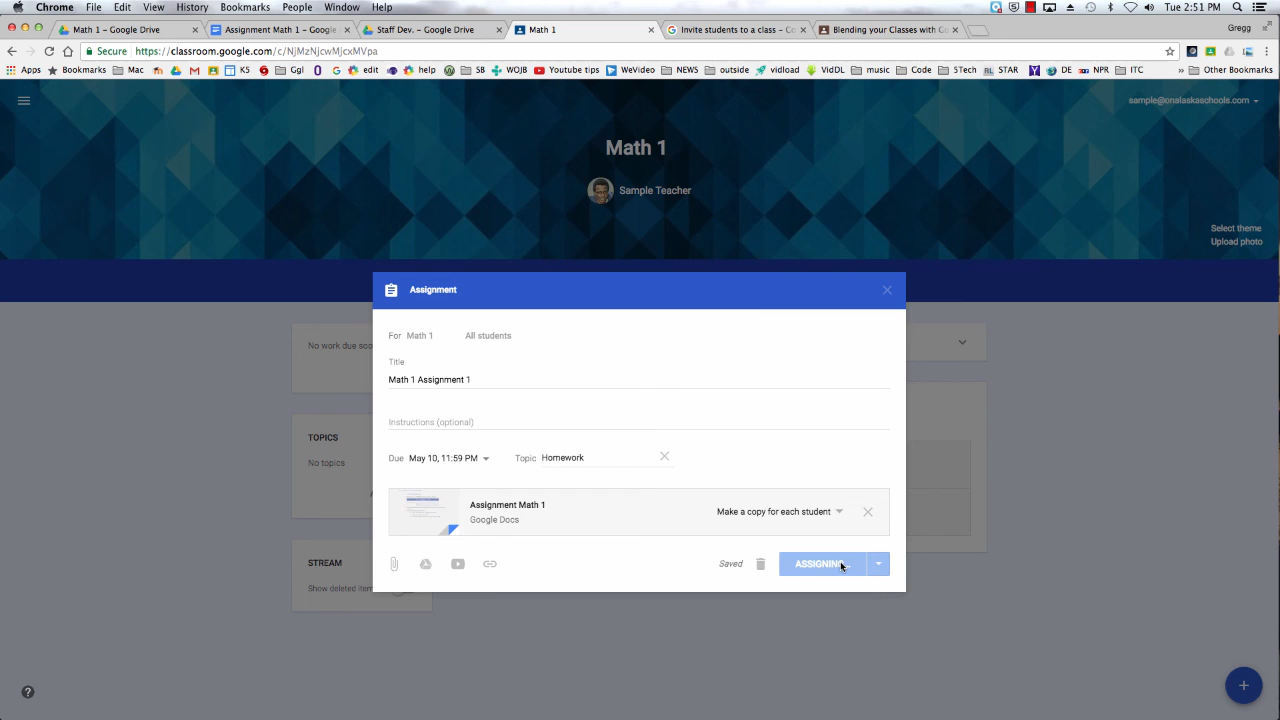 Chrome File Edit View History Bookmarks People Window Help Tue 2:51 PM
Math 1 – Google Drive Assignment Math 1 – Google Staff Dev. – Google Drive Math 1 Invite students to a class – Co Blending your Classes with Go Gregg
Secure https://classroom.google.com/c/NjMzNjcwMjcxMVpa
Apps Bookmarks Mac K5 Ggl edit help SB WOJB Youtube tips WeVideo NEWS outside vidload VidDL music Code 5Tech STAR DE NPR ITC » Other Bookmarks
sample@onalaskaschools.com
Math 1
Sample Teacher
Select theme
Upload photo
Assignment
For Math 1 All students
No work due soo
Title
Math 1 Assignment 1
Instructions (optional)
TOPICS
Due May 10, 11:59 PM Topic Homework
No topics
Assignment Math 1
Make a copy for each student
Google Docs
STREAM
Saved ASSIGNING...
Show deleted item